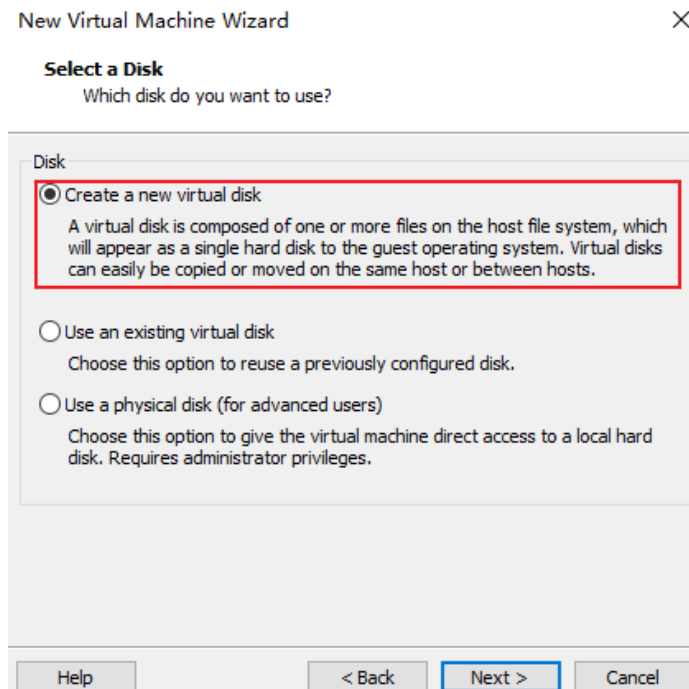 New Virtual Machine Wizard
Select a Disk
Which disk do you want to use?
Disk
Create a new virtual disk
A virtual disk is composed of one or more files on the host file system, which
will appear as a single hard disk to the guest operating system. Virtual disks
can easily be copied or moved on the same host or between hosts.
Use an existing virtual disk
Choose this option to reuse a previously configured disk.
Use a physical disk (for advanced users)
Choose this option to give the virtual machine direct access to a local hard
disk. Requires administrator privileges.
Help < Back Next > Cancel